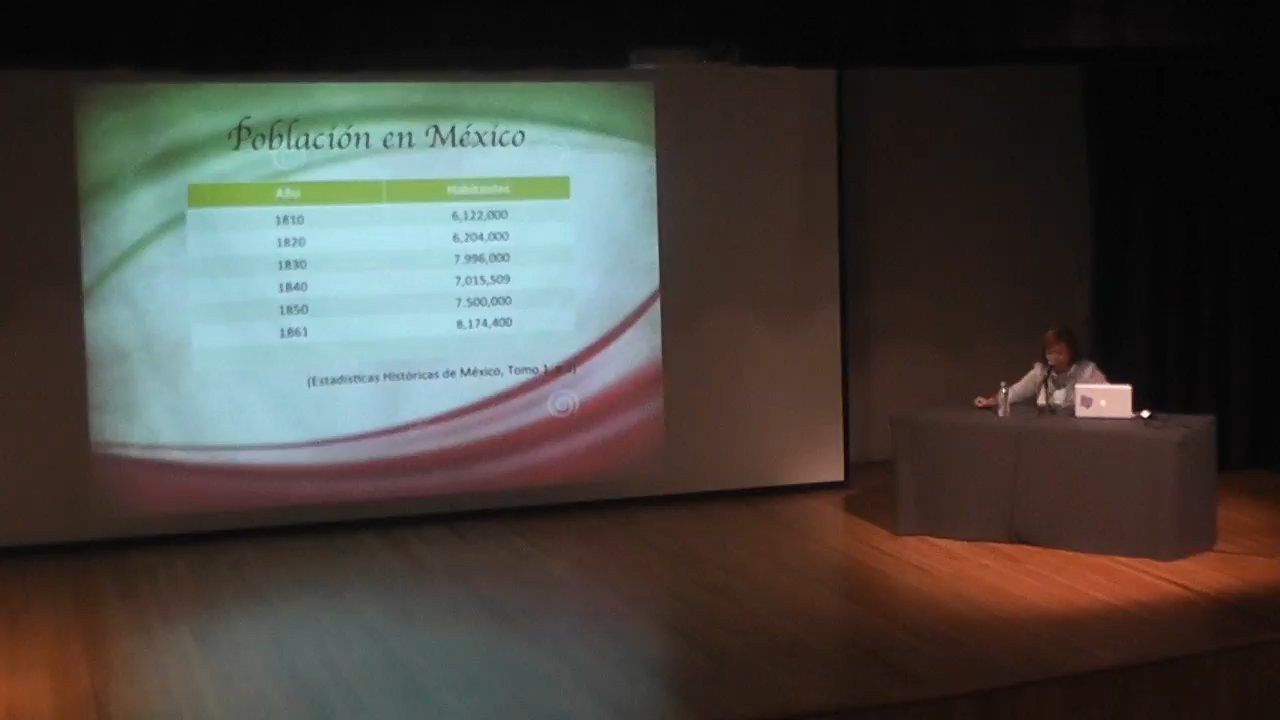 Población en México
Año Habitantes
1810 6,122,000
1820 6,204,000
1830 7.996,000
1840 7,015,509
1850 7.500,000
1861 8,174,400
(Estadísticas Históricas de México, Tomo 1,